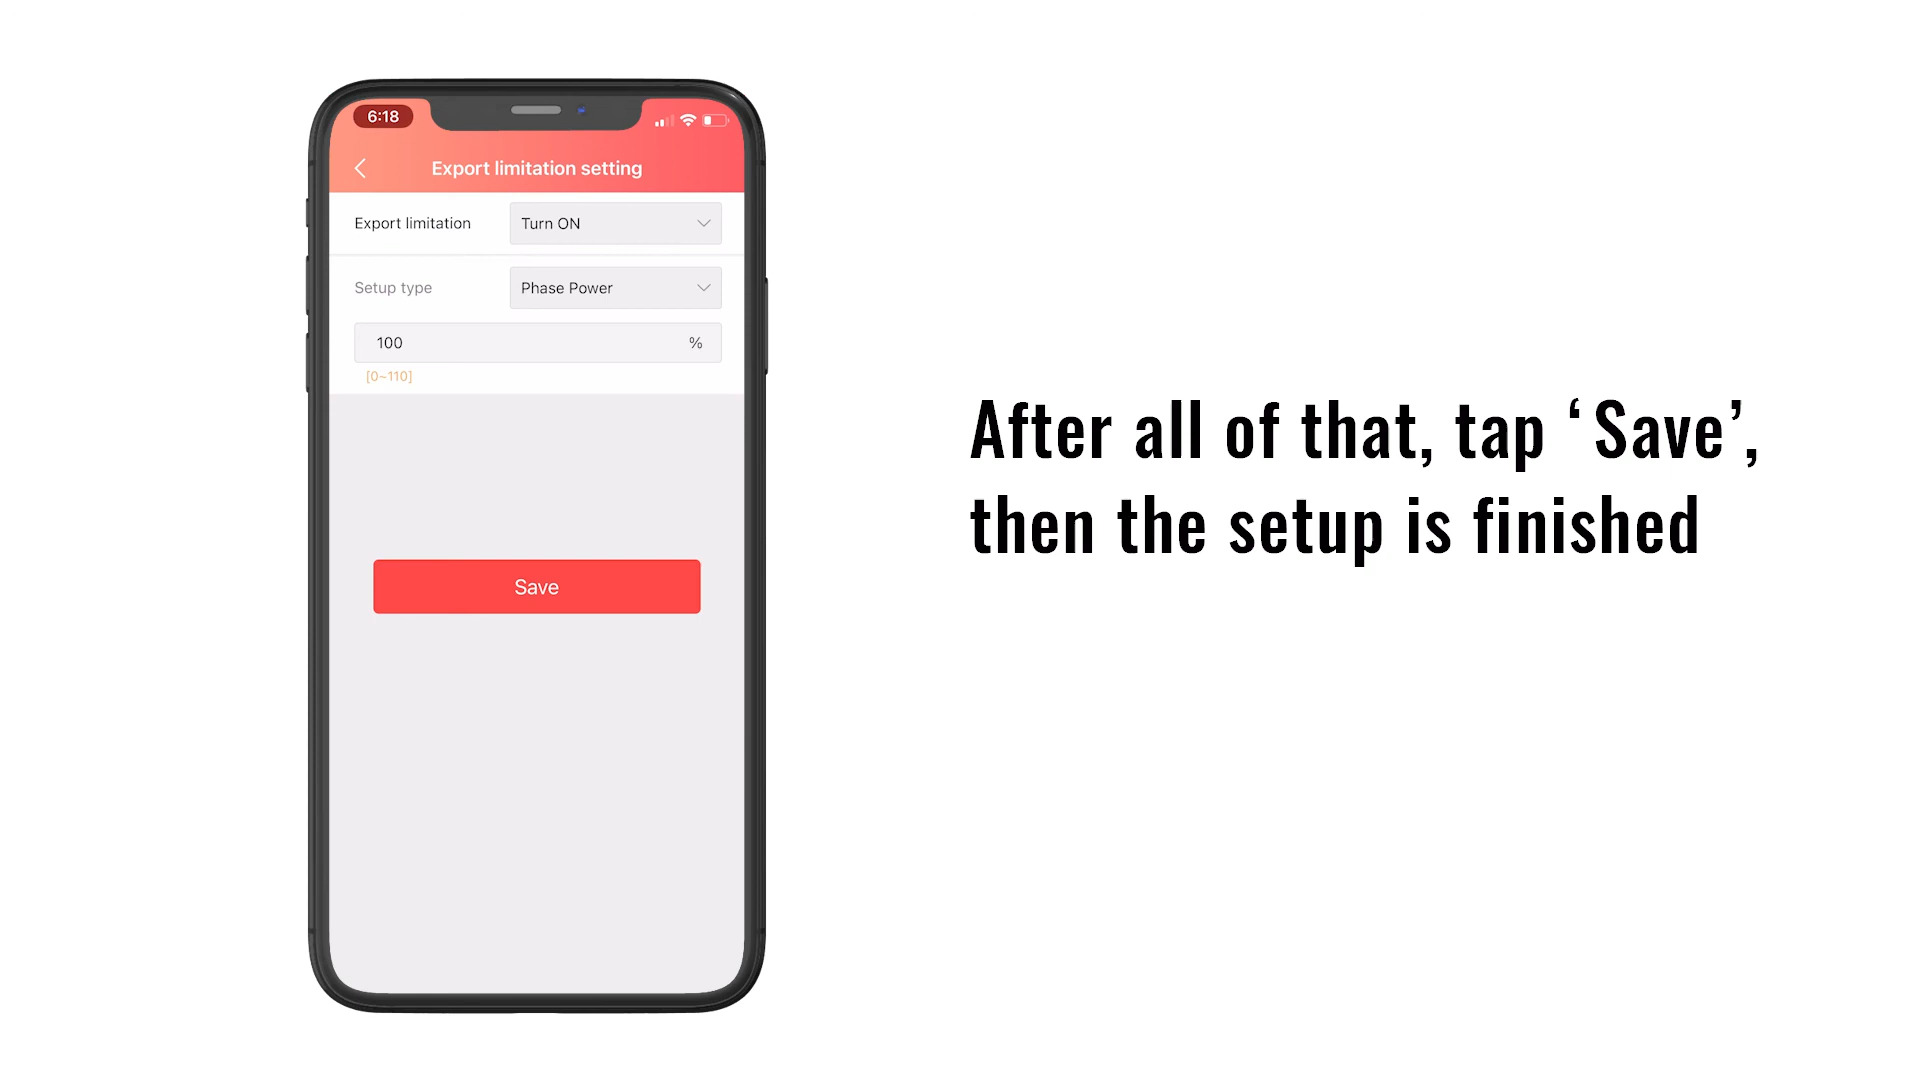 6:18
Export limitation setting
Export limitation Turn ON
Setup type Phase Power
100 %
[0~110]
Save
After all of that, tap ‘Save’,
then the setup is finished